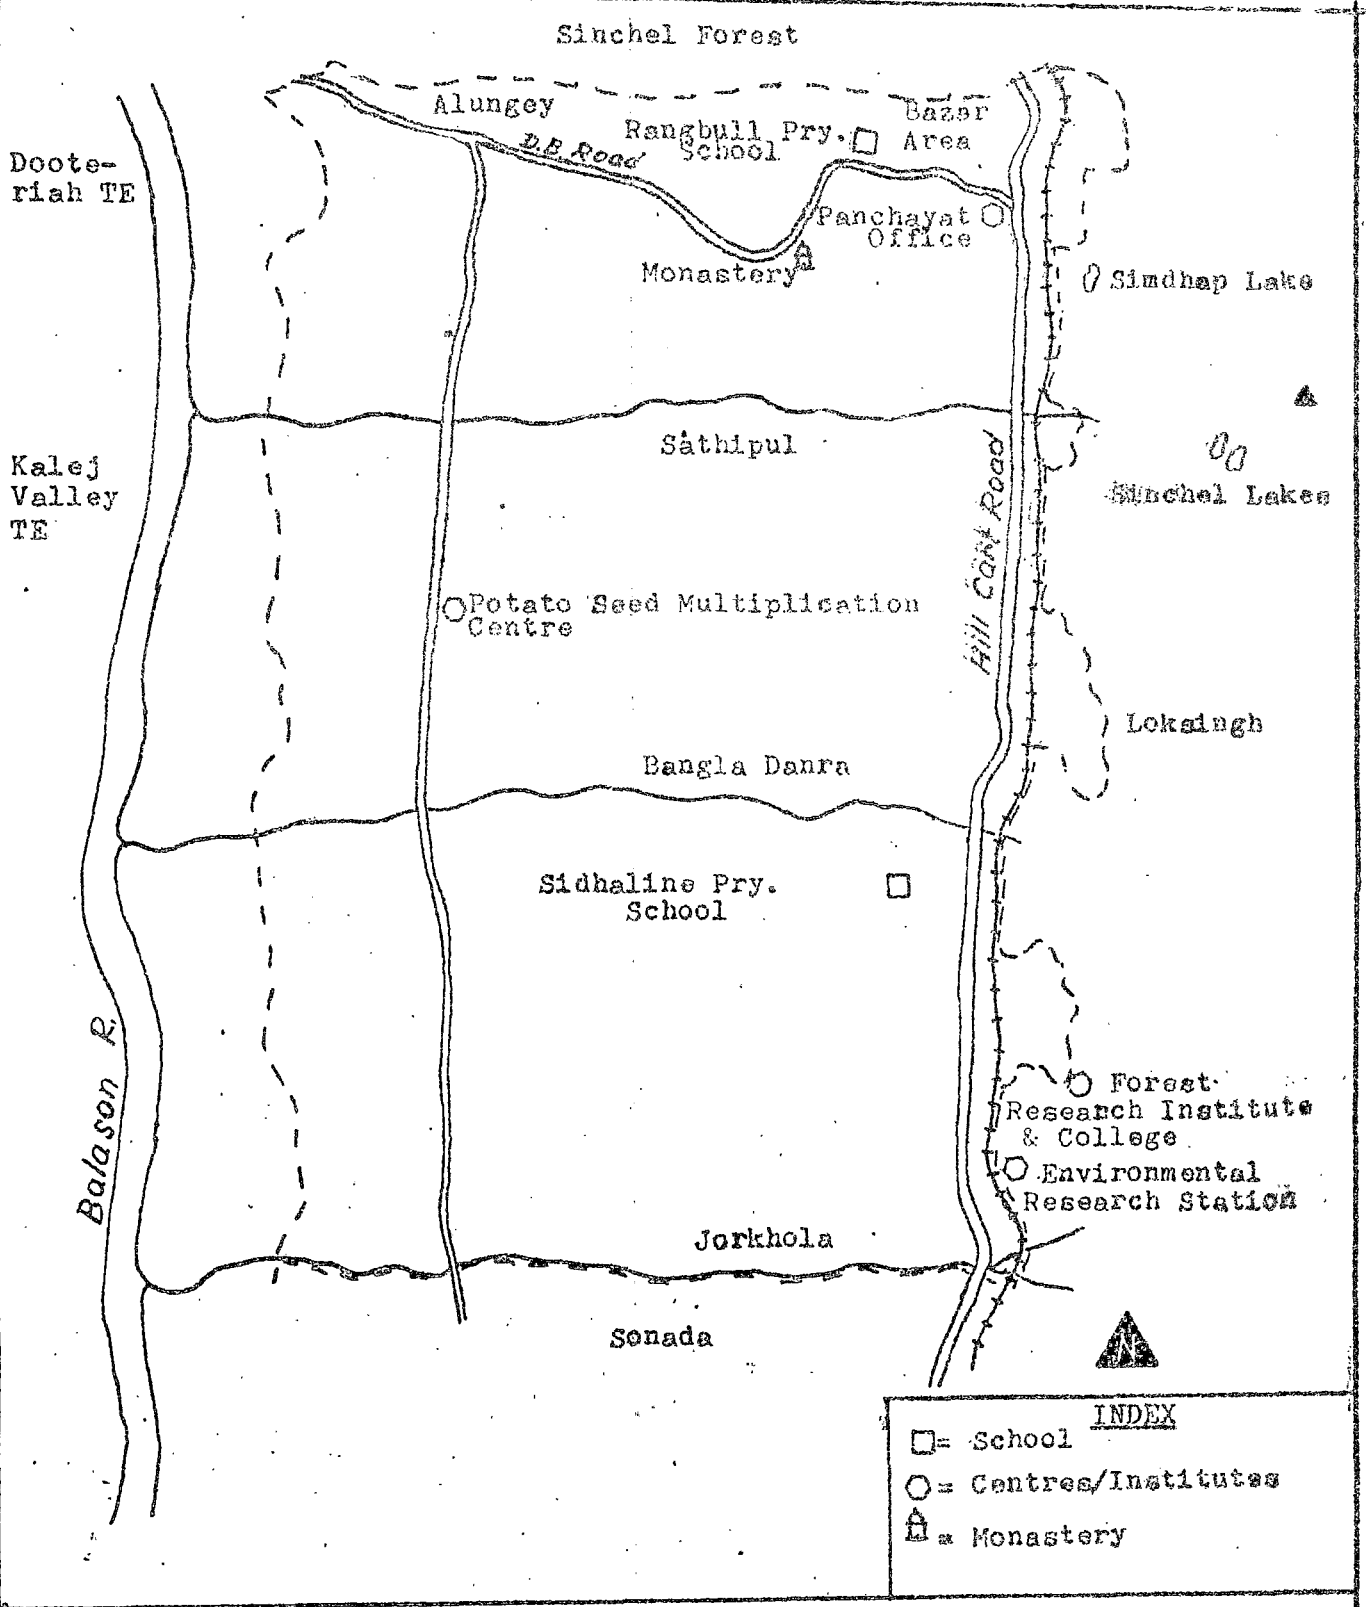 Sinchel Forest
Alungey
D.B. Road
Rangbull Pry.
School
Bazar
Area
Doote-
riah TE
Panchayat
Office
Monastery
Simdhap Lake
Sathipul
Kalej
Valley
TE
Hill Cart Road
Sinchel Lakes
Potato Seed Multiplication
Centre
Loksingh
Bangla Danra
Sidhaline Pry.
School
Balason R.
Forest
Research Institute
& College
Environmental
Research Station
Jorkhola
Sonada
N
INDEX
= School
= Centres/Institutes
= Monastery